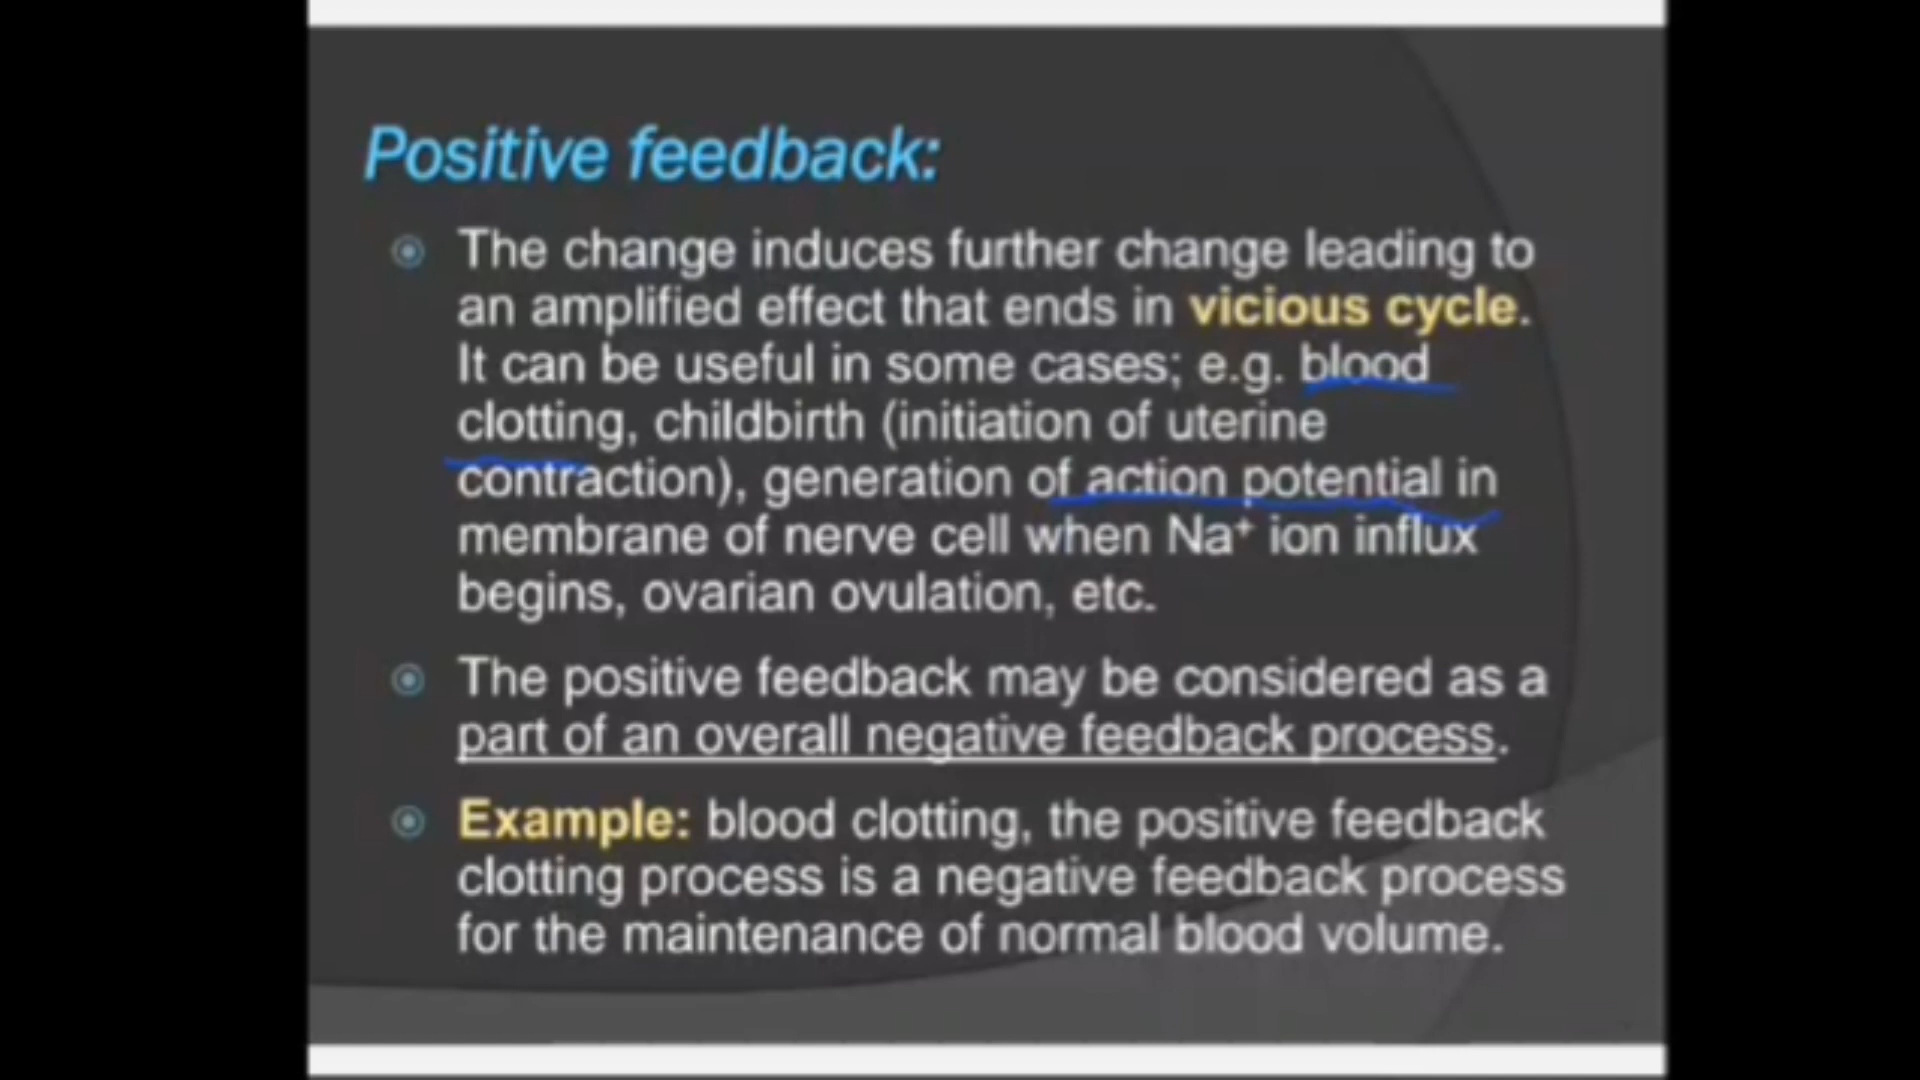 Positive feedback:
The change induces further change leading to
an amplified effect that ends in vicious cycle.
It can be useful in some cases; e.g. blood
clotting, childbirth (initiation of uterine
contraction), generation of action potential in
membrane of nerve cell when Na⁺ ion influx
begins, ovarian ovulation, etc.
The positive feedback may be considered as a
part of an overall negative feedback process.
Example: blood clotting, the positive feedback
clotting process is a negative feedback process
for the maintenance of normal blood volume.